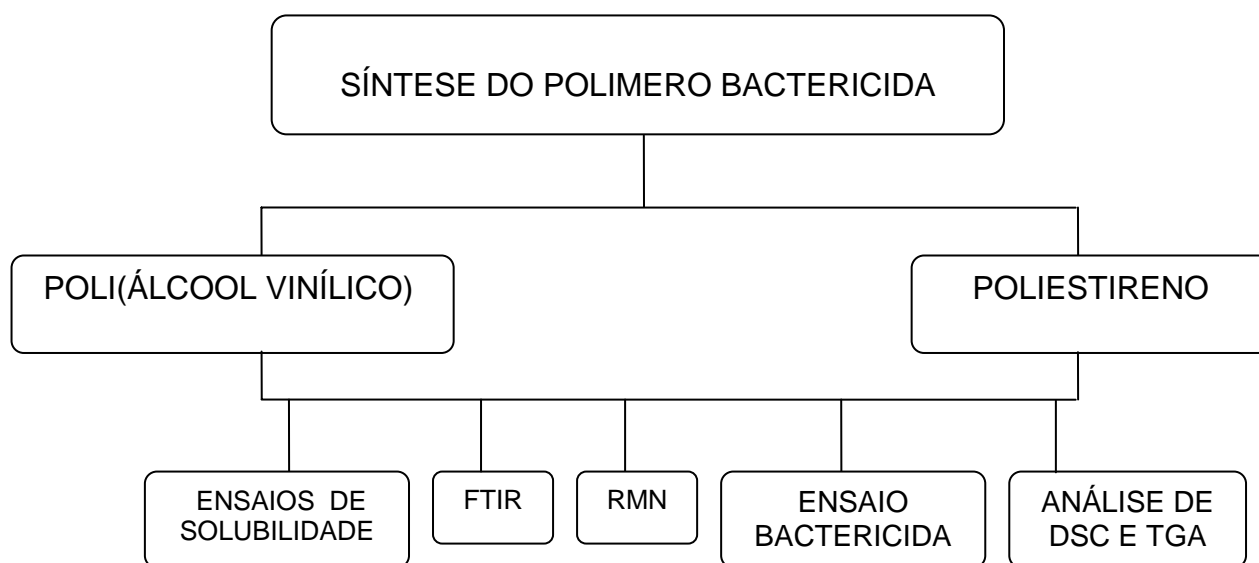 SÍNTESE DO POLIMERO BACTERICIDA
POLI(ÁLCOOL VINÍLICO)
POLIESTIRENO
ENSAIOS DE
SOLUBILIDADE
FTIR
RMN
ENSAIO
BACTERICIDA
ANÁLISE DE
DSC E TGA